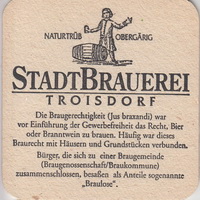 NATURTRÜB OBERGÄRIG
STADTBRAUEREI
TROISDORF
Die Braugerechtigkeit (Jus braxandi) war
vor Einführung der Gewerbefreiheit das Recht, Bier
oder Branntwein zu brauen. Häufig war dieses
Braurecht mit Häusern und Grundstücken verbunden.
Bürger, die sich zu einer Braugemeinde
(Braugenossenschaft/Braukommune)
zusammenschlossen, besaßen als Anteile sogenannte
„Braulose".